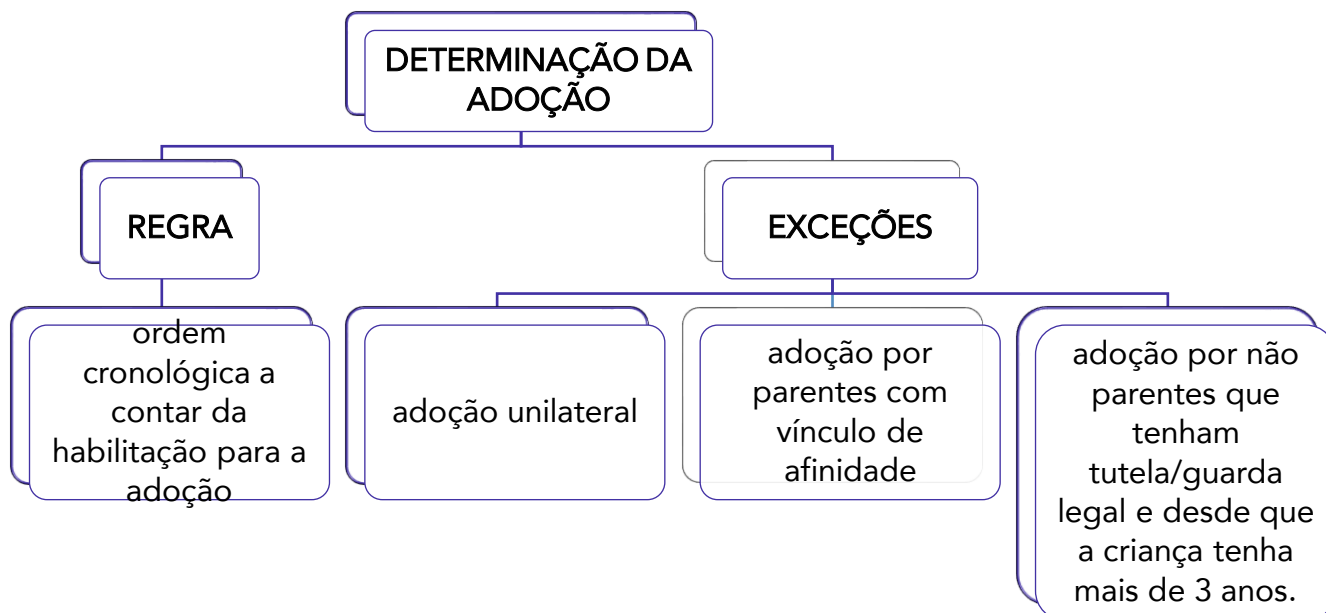 DETERMINAÇÃO DA
ADOÇÃO
REGRA
EXCEÇÕES
ordem
cronológica a
contar da
habilitação para a
adoção
adoção unilateral
adoção por
parentes com
vínculo de
afinidade
adoção por não
parentes que
tenham
tutela/guarda
legal e desde que
a criança tenha
mais de 3 anos.